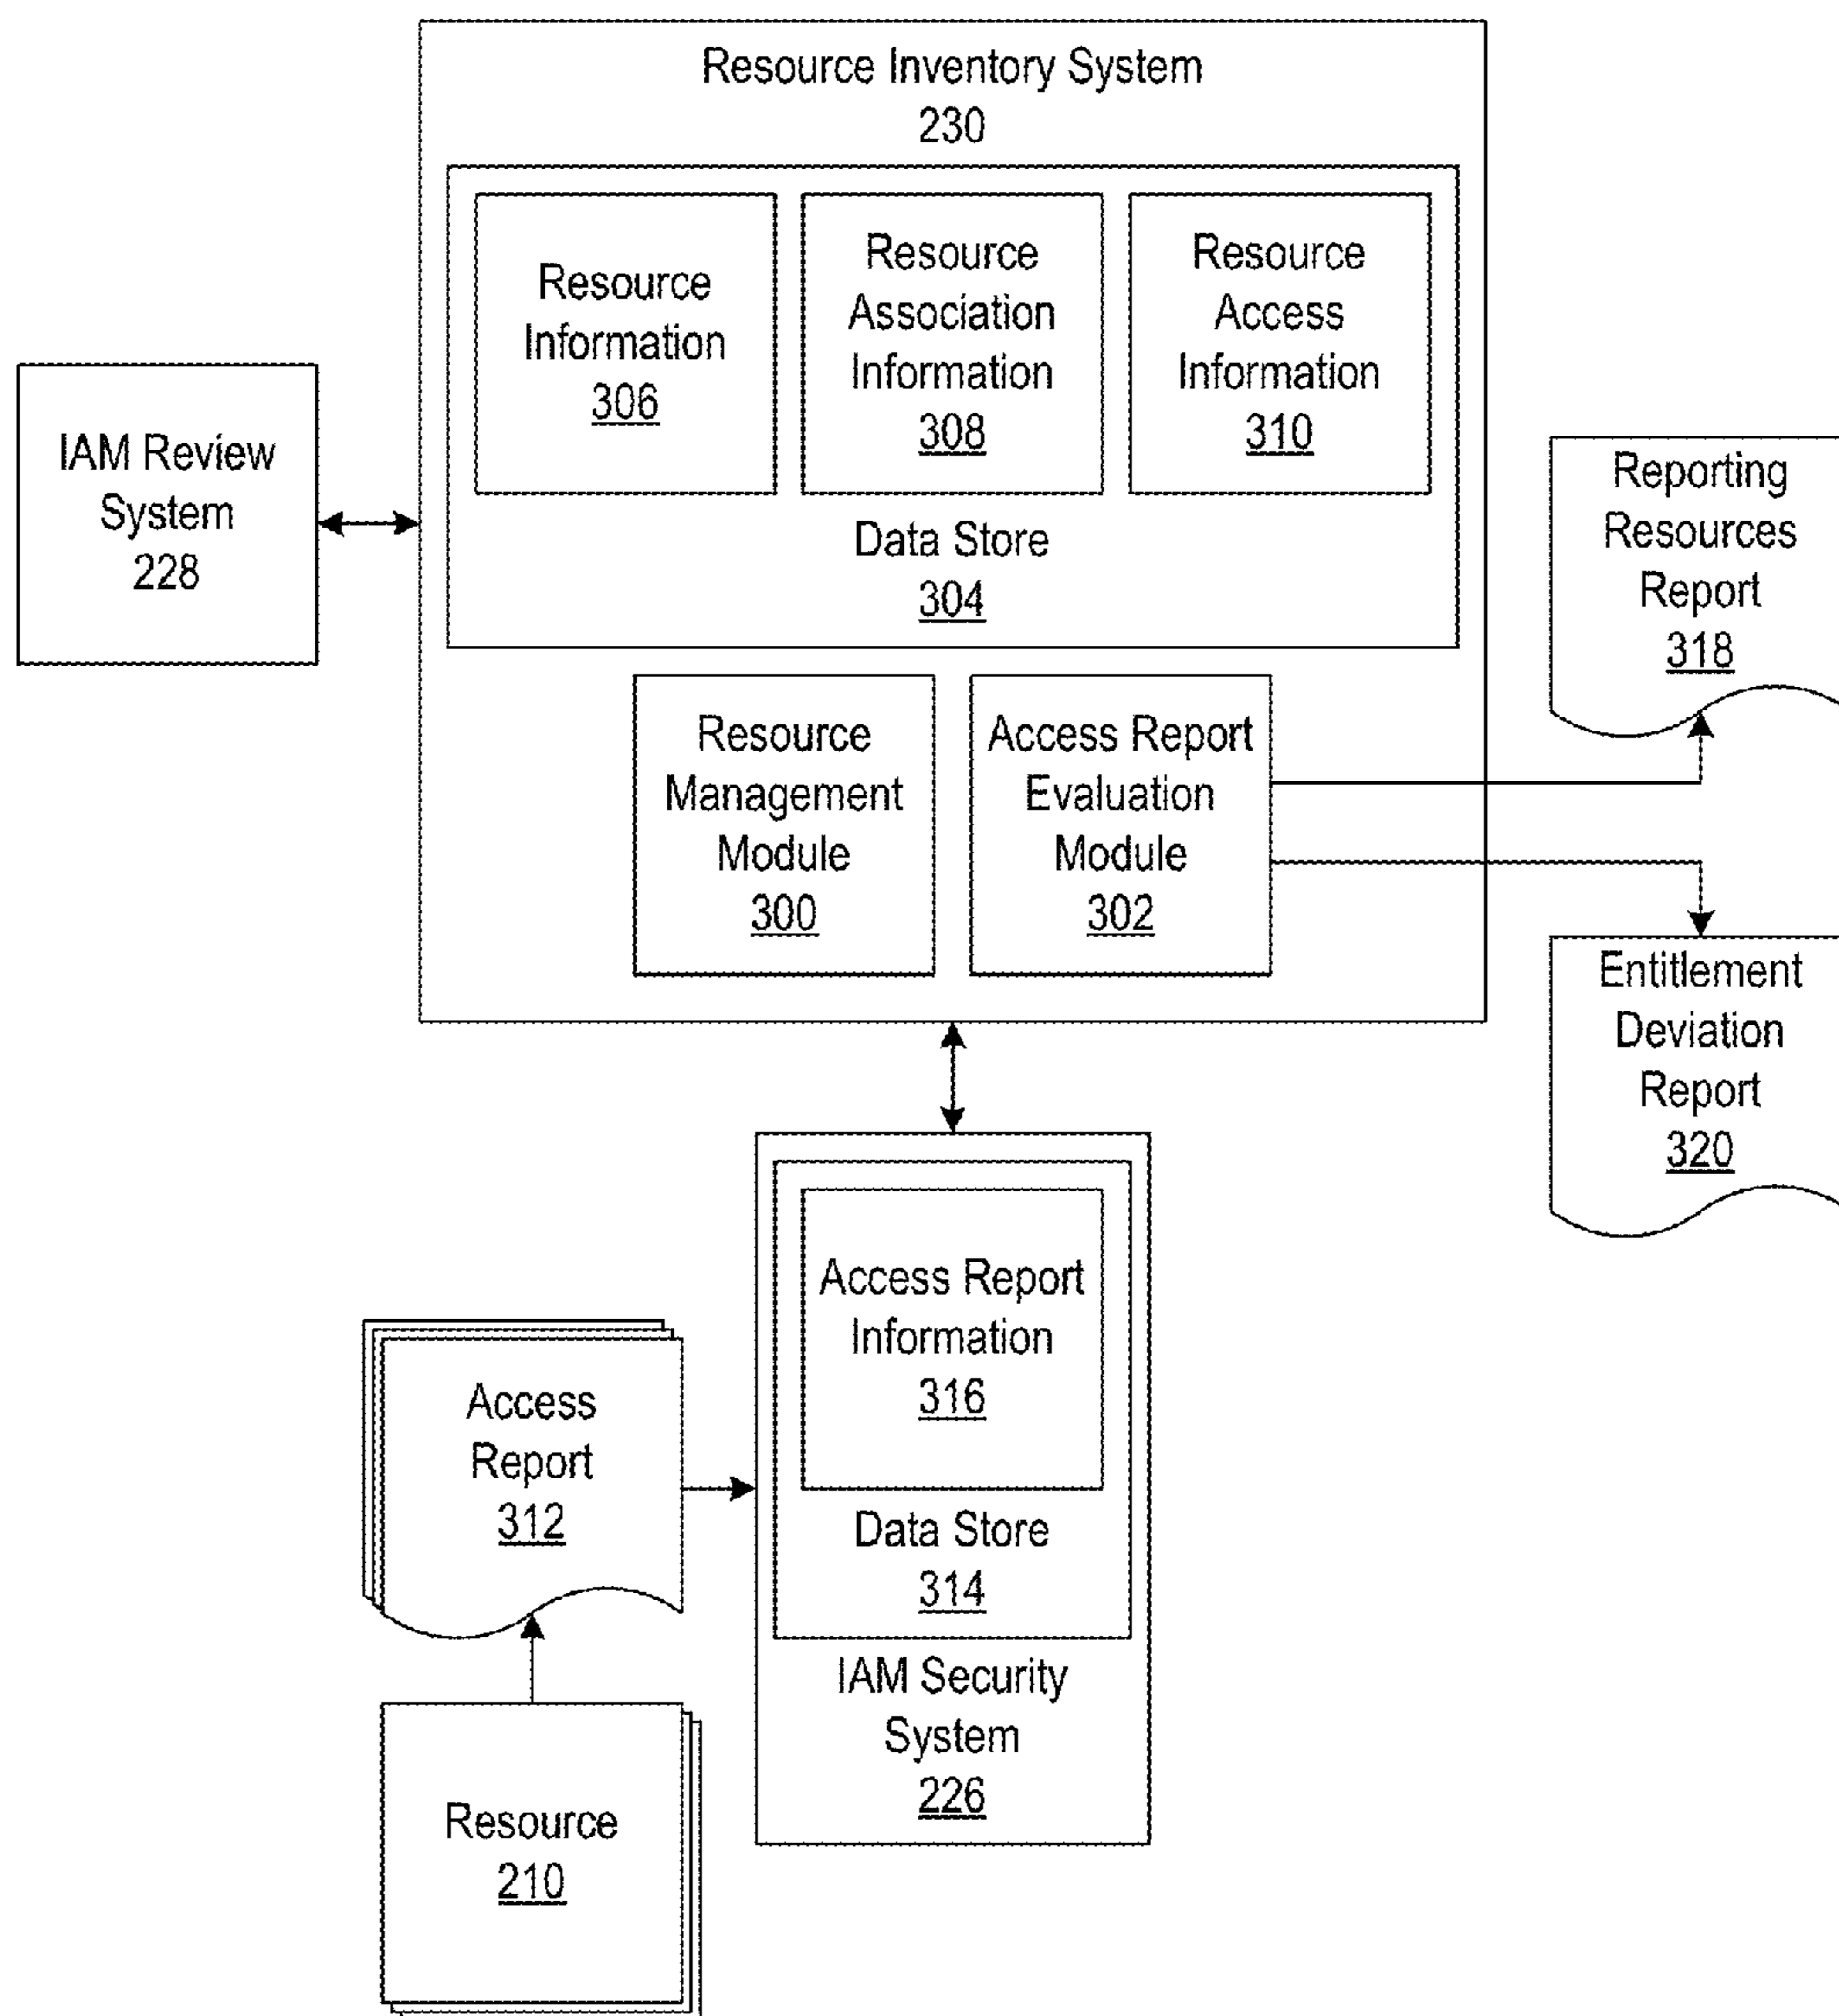 Resource Inventory System
230
Resource
Information
306
Resource
Association
Information
308
Resource
Access
Information
310
Data Store
304
IAM Review
System
228
Resource
Management
Module
300
Access Report
Evaluation
Module
302
Reporting
Resources
Report
318
Entitlement
Deviation
Report
320
Access Report
Information
316
Data Store
314
IAM Security
System
226
Access
Report
312
Resource
210